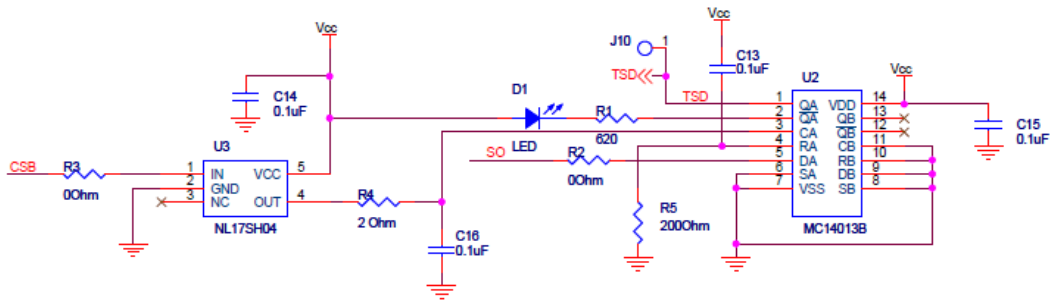 Vcc
J10
1
Vcc
C13
0.1uF
TSD
U2
Vcc
C14
0.1uF
D1
LED
R1
620
TSD
1
2
3
4
5
6
7
QA
QA
CA
RA
DA
SA
VSS
VDD
QB
QB
CB
RB
DB
SB
14
13
12
11
10
9
8
MC14013B
C15
0.1uF
CSB
R3
0Ohm
U3
1
2
3
IN
GND
NC
VCC
OUT
5
4
NL17SH04
R4
2 Ohm
C16
0.1uF
SO
R2
0Ohm
R5
200Ohm